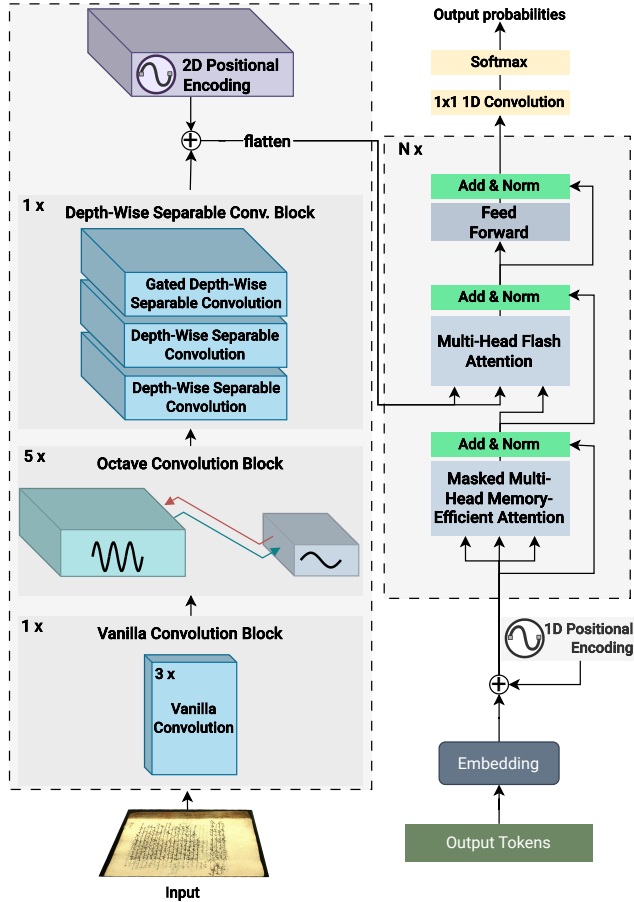 2D Positional
Encoding
flatten
1 x
Depth-Wise Separable Conv. Block
Gated Depth-Wise
Separable Convolution
Depth-Wise Separable
Convolution
Depth-Wise Separable
Convolution
5 x
Octave Convolution Block
1 x
Vanilla Convolution Block
3 x
Vanilla
Convolution
Input
Output probabilities
Softmax
1x1 1D Convolution
N x
Add & Norm
Feed
Forward
Add & Norm
Multi-Head Flash
Attention
Add & Norm
Masked Multi-
Head Memory-
Efficient Attention
1D Positional
Encoding
Embedding
Output Tokens